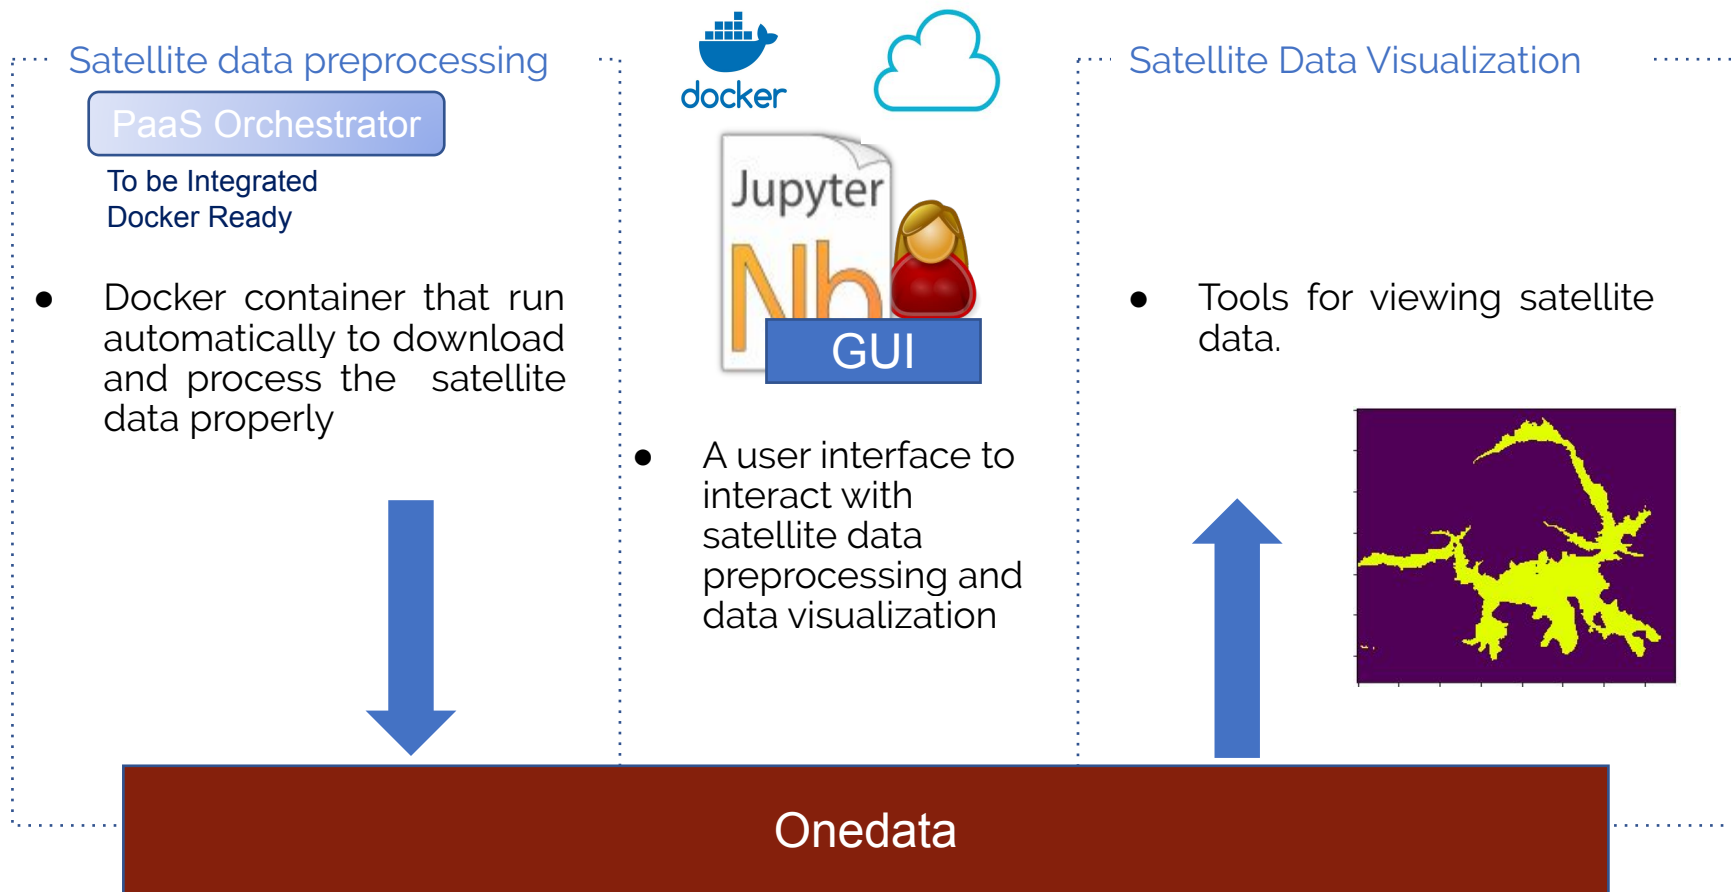 Satellite data preprocessing
PaaS Orchestrator
To be Integrated
Docker Ready
● Docker container that run
automatically to download
and process the satellite
data properly
docker
Jupyter
Nb
GUI
● A user interface to
interact with
satellite data
preprocessing and
data visualization
Satellite Data Visualization
● Tools for viewing satellite
data.
Onedata